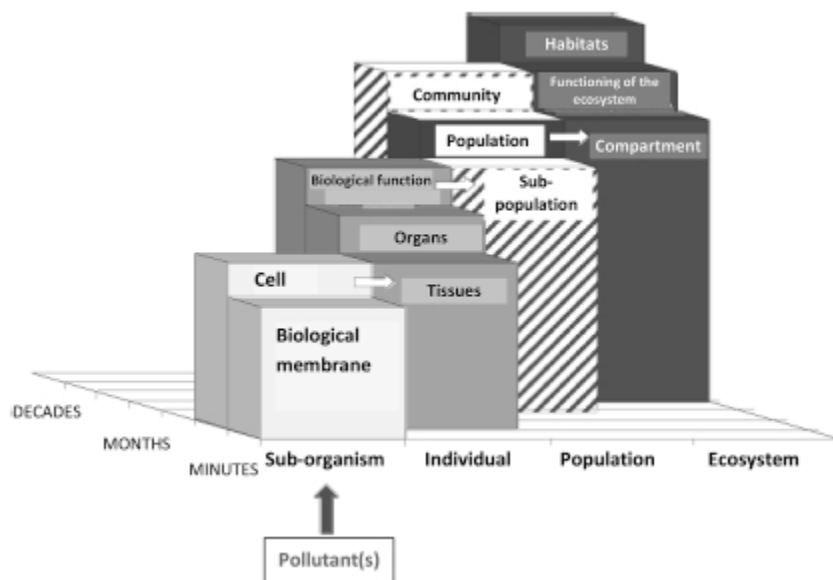 Habitats
Functioning of the
ecosystem
Community
Population
Compartment
Biological function
Sub-
population
Organs
Cell
Tissues
Biological
membrane
DECADES
MONTHS
MINUTES
Sub-organism
Individual
Population
Ecosystem
Pollutant(s)